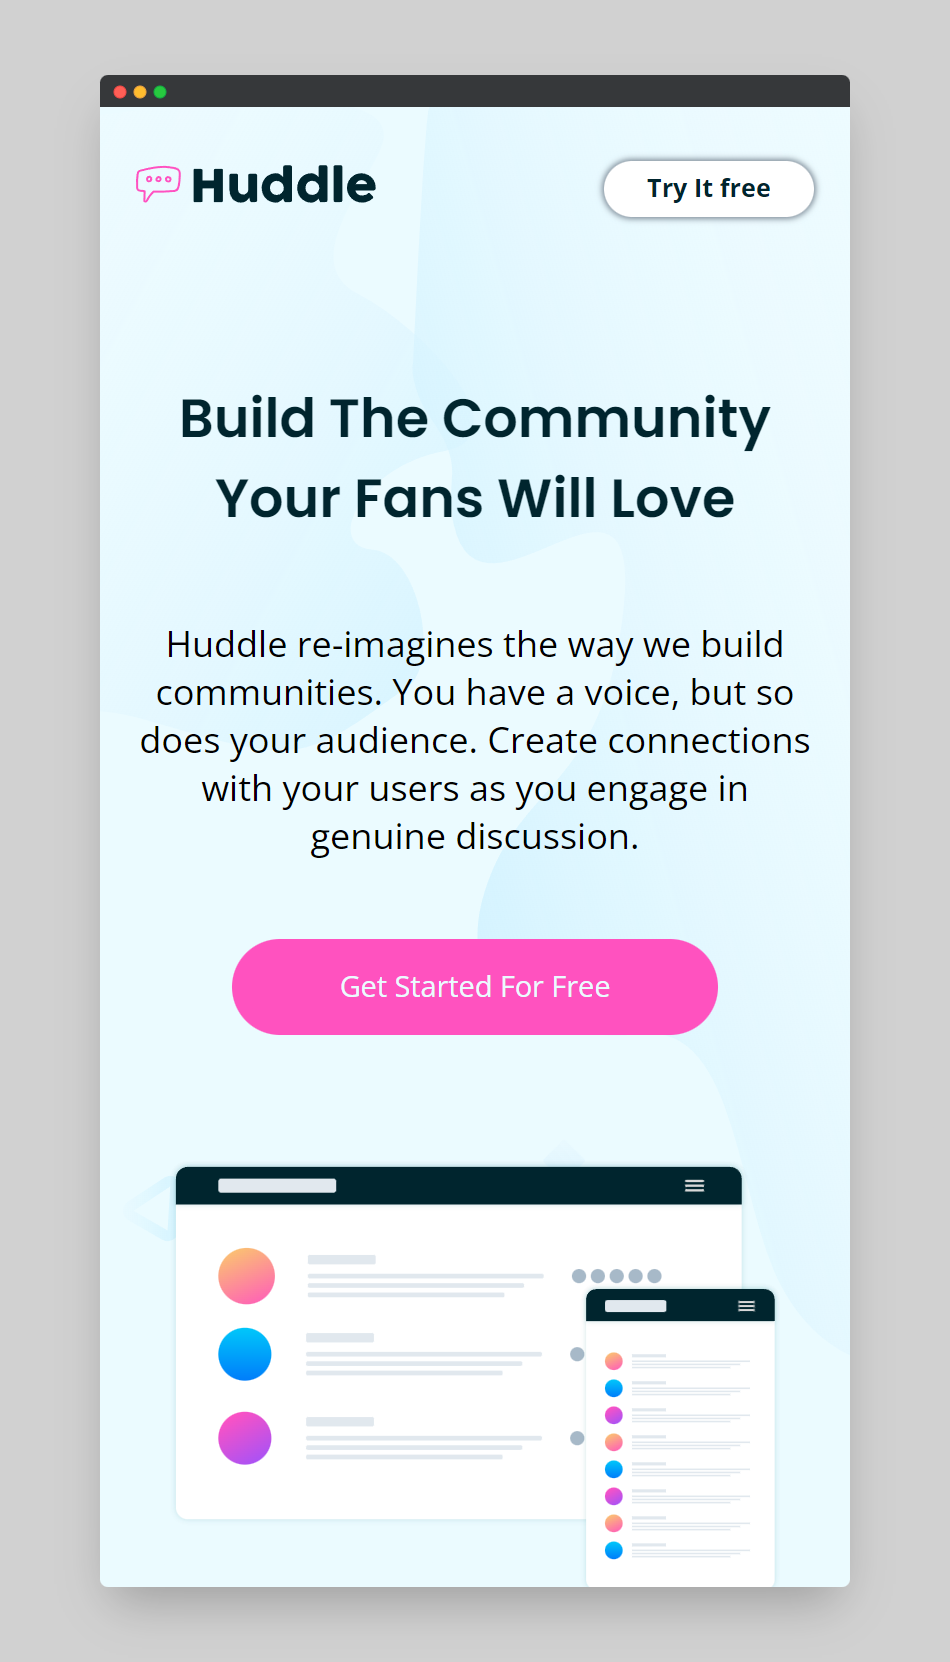 Huddle
Try It free
Build The Community
Your Fans Will Love
Huddle re-imagines the way we build
communities. You have a voice, but so
does your audience. Create connections
with your users as you engage in
genuine discussion.
Get Started For Free